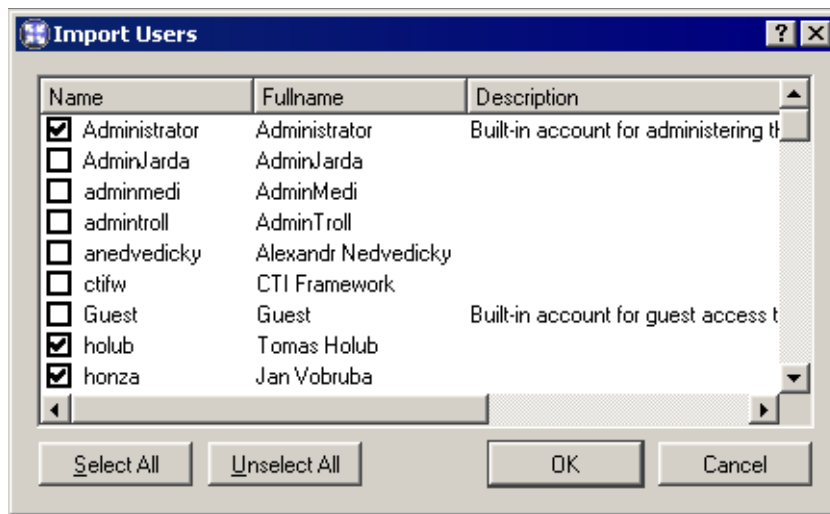 Import Users
Name Fullname Description
Administrator Administrator Built-in account for administering th
AdminJarda AdminJarda
adminmedi AdminMedi
admintroll AdminTroll
anedvedicky Alexandr Nedvedicky
ctifw CTI Framework
Guest Guest Built-in account for guest access t
holub Tomas Holub
honza Jan Vobruba
Select All Unselect All OK Cancel